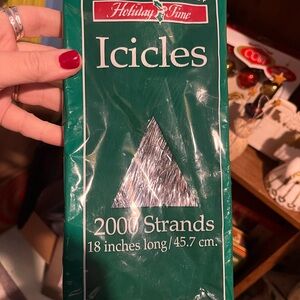 Holiday Time
Icicles
2000 Strands
18 inches long/45.7 cm.